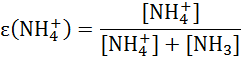 ε(NH₄⁺) = [NH₄⁺] / ([NH₄⁺] + [NH₃])